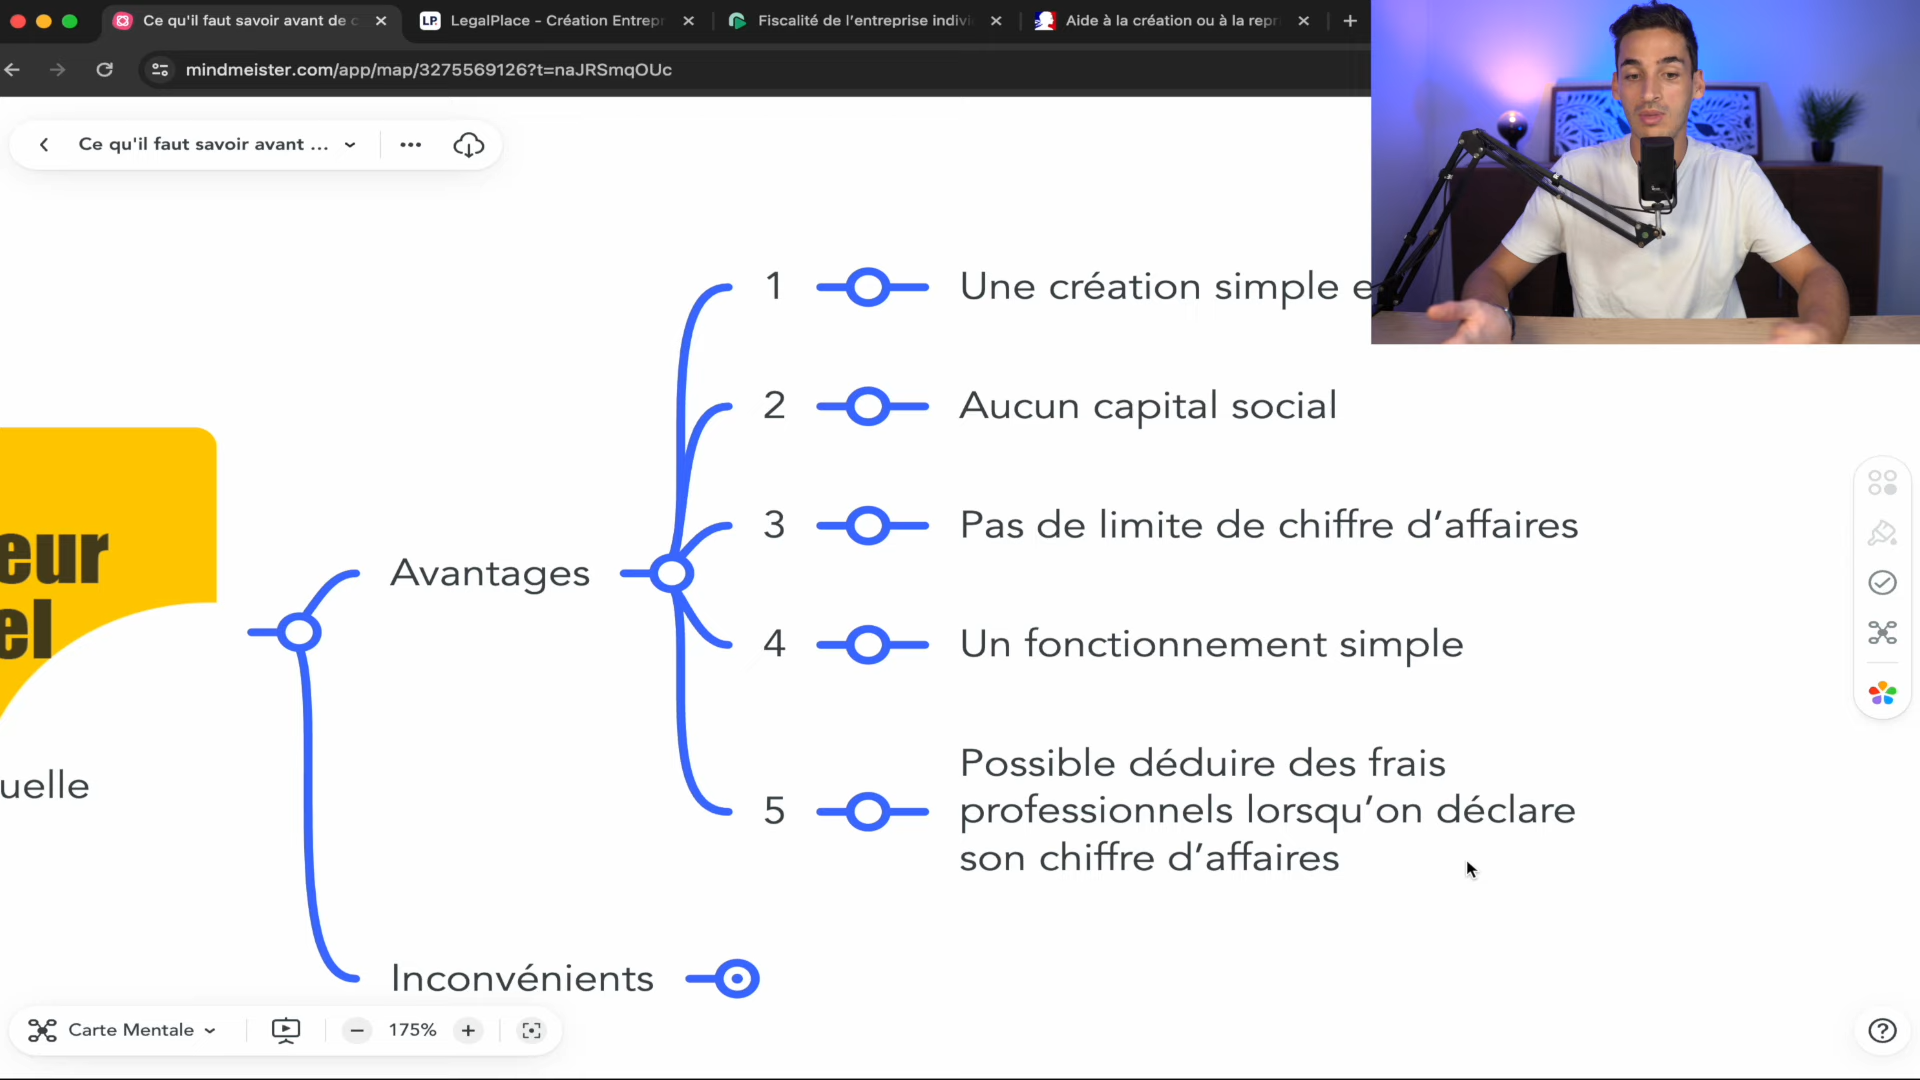 Ce qu'il faut savoir avant de c
LP. LegalPlace - Création Entrepr
Fiscalité de l'entreprise indivi
Aide à la création ou à la repr
mindmeister.com/app/map/3275569126?t=naJRSmqOUc
Ce qu'il faut savoir avant ...
1 Une création simple e
2 Aucun capital social
3 Pas de limite de chiffre d'affaires
eur
el
Avantages
4 Un fonctionnement simple
uelle
5 Possible déduire des frais
professionnels lorsqu'on déclare
son chiffre d'affaires
Inconvénients
Carte Mentale
175%